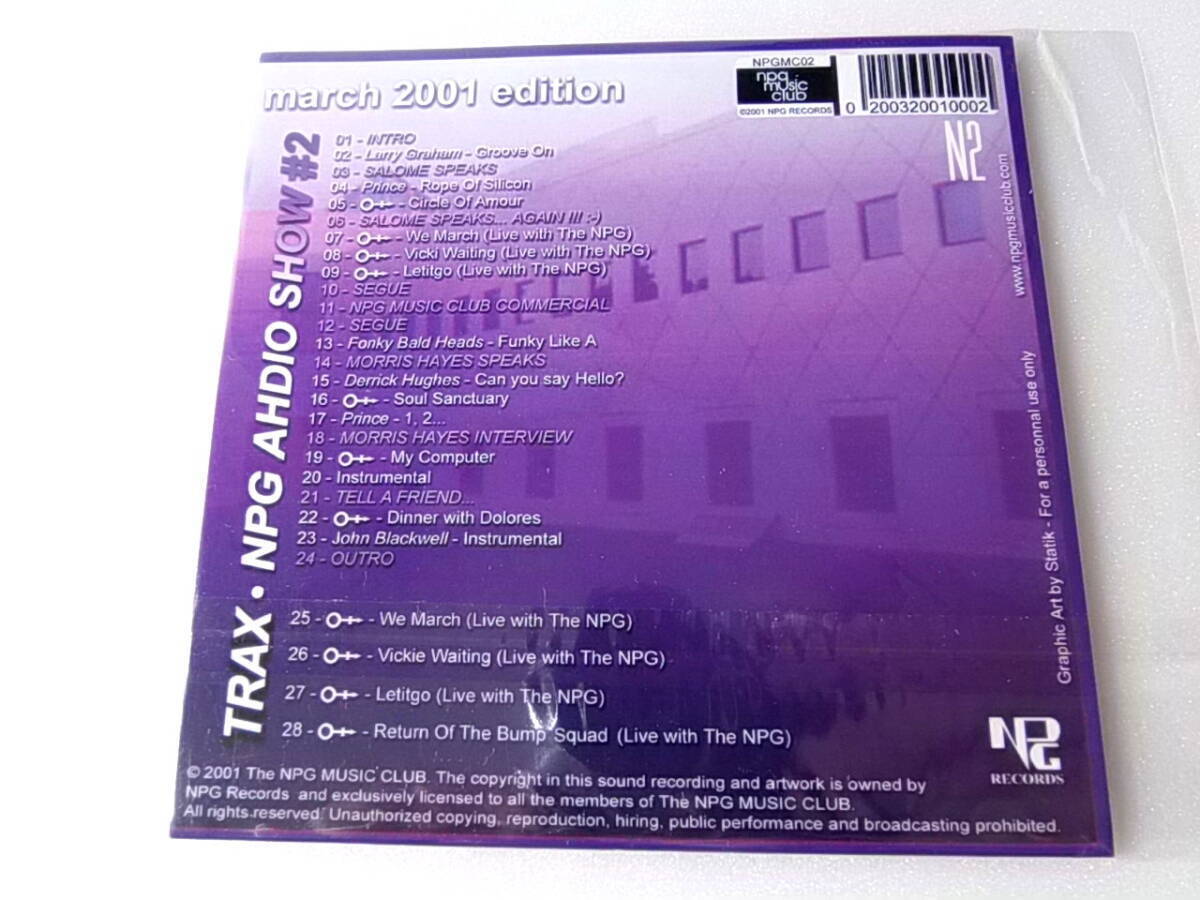 march 2001 edition
NPGMC02
npg
music
club
©2001 NPG RECORDS
0 200320010002
N2
www.npgmusicclub.com
TRAX • NPG AHDIO SHOW #2
01 - INTRO
02 - Larry Graham - Groove On
03 - SALOME SPEAKS
04 - Prince - Rope Of Silicon
05 - - Circle Of Amour
06 - SALOME SPEAKS... AGAIN !!! :-)
07 - - We March (Live with The NPG)
08 - - Vicki Waiting (Live with The NPG)
09 - - Letitgo (Live with The NPG)
10 - SEGUE
11 - NPG MUSIC CLUB COMMERCIAL
12 - SEGUE
13 - Fonky Bald Heads - Funky Like A
14 - MORRIS HAYES SPEAKS
15 - Derrick Hughes - Can you say Hello?
16 - - Soul Sanctuary
17 - Prince - 1, 2...
18 - MORRIS HAYES INTERVIEW
19 - - My Computer
20 - Instrumental
21 - TELL A FRIEND...
22 - - Dinner with Dolores
23 - John Blackwell - Instrumental
24 - OUTRO
25 - - We March (Live with The NPG)
26 - - Vickie Waiting (Live with The NPG)
27 - - Letitgo (Live with The NPG)
28 - - Return Of The Bump Squad (Live with The NPG)
Graphic Art by Statik - For a personnal use only
NPG
RECORDS
© 2001 The NPG MUSIC CLUB. The copyright in this sound recording and artwork is owned by
NPG Records and exclusively licensed to all the members of The NPG MUSIC CLUB.
All rights reserved. Unauthorized copying, reproduction, hiring, public performance and broadcasting prohibited.